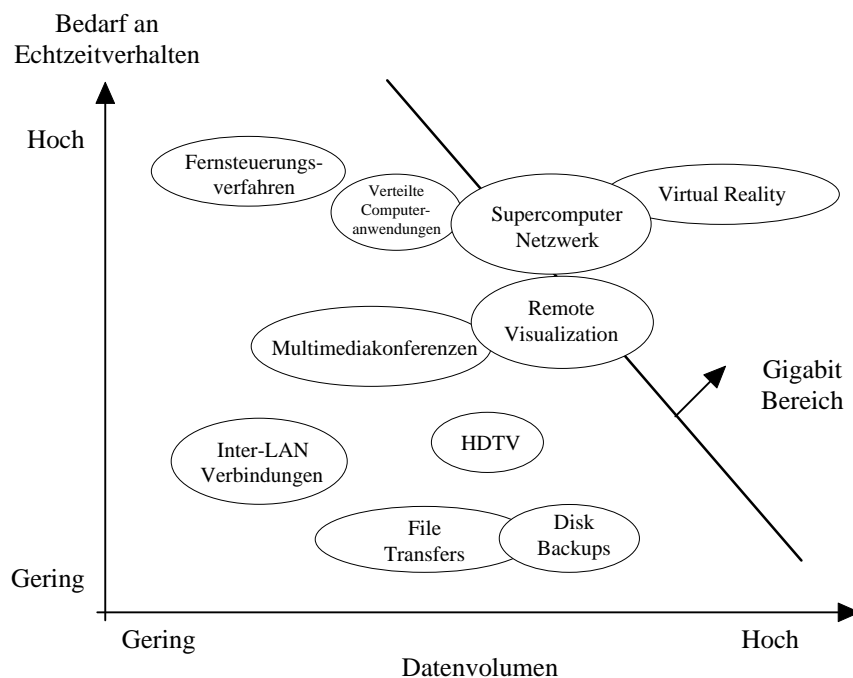 Bedarf an
Echtzeitverhalten
Hoch
Fernsteuerungs-
verfahren
Verteilte
Computer-
anwendungen
Supercomputer
Netzwerk
Virtual Reality
Remote
Visualization
Multimediakonferenzen
Gigabit
Bereich
Inter-LAN
Verbindungen
HDTV
File
Transfers
Disk
Backups
Gering
Gering
Hoch
Datenvolumen